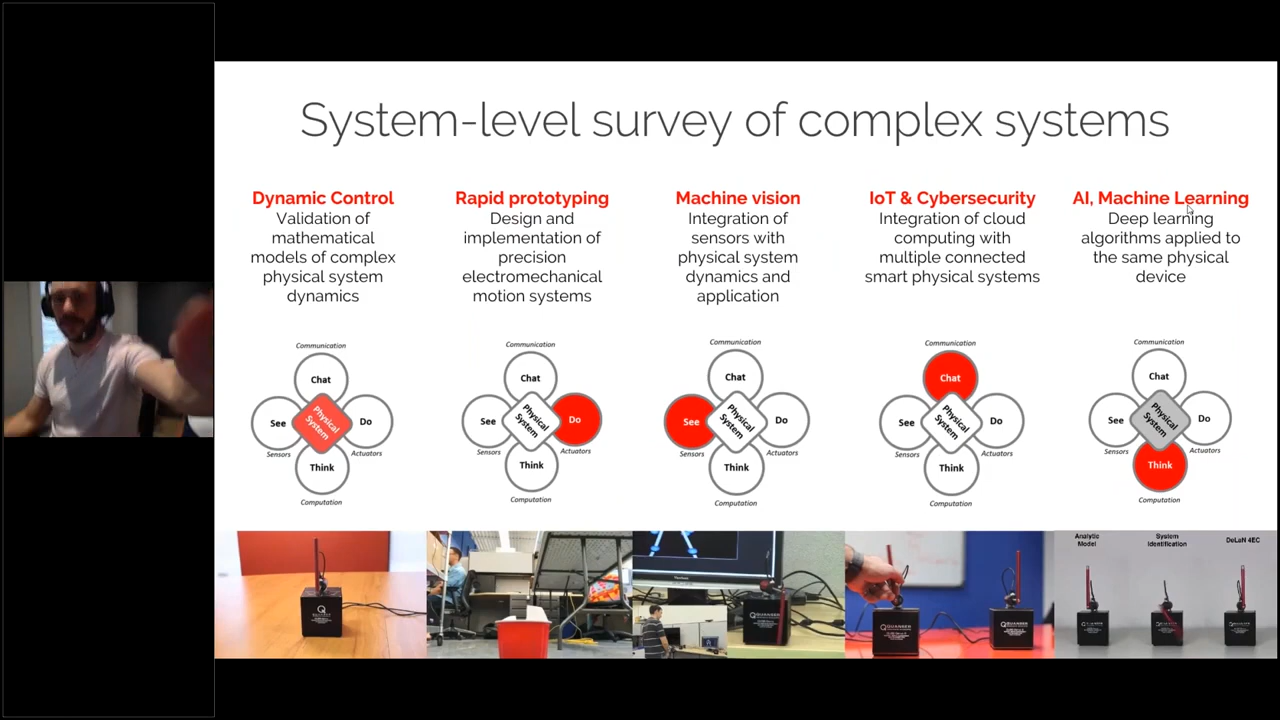 System-level survey of complex systems
Dynamic Control
Validation of
mathematical
models of complex
physical system
dynamics
Rapid prototyping
Design and
implementation of
precision
electromechanical
motion systems
Machine vision
Integration of
sensors with
physical system
dynamics and
application
IoT & Cybersecurity
Integration of cloud
computing with
multiple connected
smart physical systems
AI, Machine Learning
Deep learning
algorithms applied to
the same physical
device
Communication
Chat
See
Physical
System
Do
Sensors
Actuators
Think
Computation
Communication
Chat
See
Physical
System
Do
Sensors
Actuators
Think
Computation
Communication
Chat
See
Physical
System
Do
Sensors
Actuators
Think
Computation
Communication
Chat
See
Physical
System
Do
Sensors
Actuators
Think
Computation
Communication
Chat
See
Physical
System
Do
Sensors
Actuators
Think
Computation
QUANSER
QUANSER
QUANSER
QUANSER
Analytic
Model
System
Identification
DeLaN 4EC